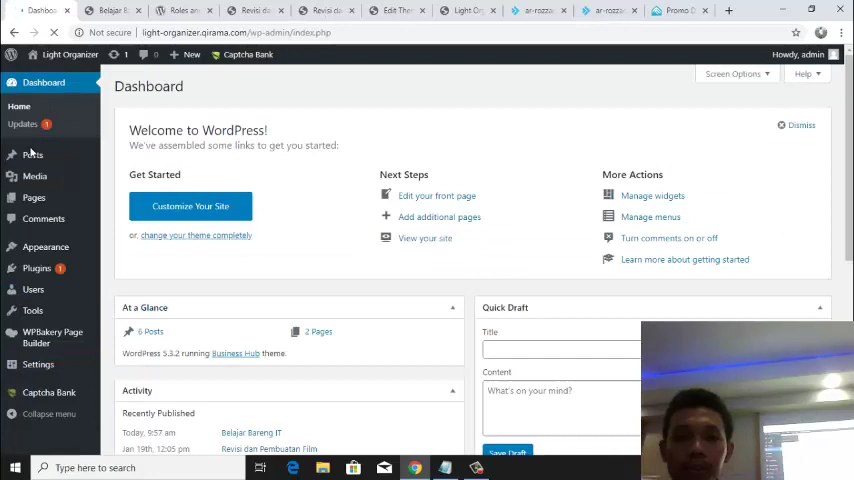 Dashboa
Belajar B
Roles an
Revisi da
Revisi da
Edit The
Light Or
ar-rozza
ar-rozza
Promo D
Not secure
light-organizer.qirama.com/wp-admin/index.php
Light Organizer
1
0
New
Captcha Bank
Howdy, admin
Dashboard
Home
Updates 1
Posts
Media
Pages
Comments
Appearance
Plugins 1
Users
Tools
WPBakery Page
Builder
Settings
Captcha Bank
Collapse menu
Dashboard
Screen Options
Help
Welcome to WordPress!
We've assembled some links to get you started:
Dismiss
Get Started
Customize Your Site
or, change your theme completely
Next Steps
Edit your front page
Add additional pages
View your site
More Actions
Manage widgets
Manage menus
Turn comments on or off
Learn more about getting started
At a Glance
6 Posts
2 Pages
WordPress 5.3.2 running Business Hub theme.
Activity
Recently Published
Today, 9:57 am
Belajar Bareng IT
Jan 19th, 12:05 pm
Revisi dan Pembuatan Film
Quick Draft
Title
Content
What's on your mind?
Save Draft
Type here to search